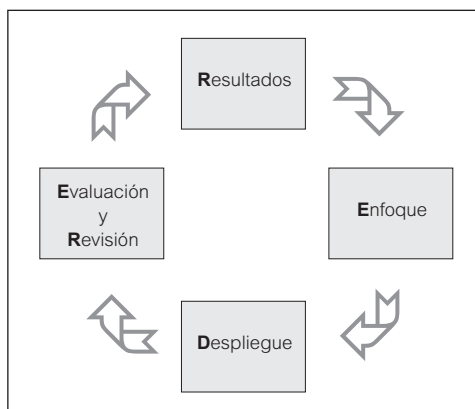 Resultados
Evaluación
y
Revisión
Enfoque
Despliegue